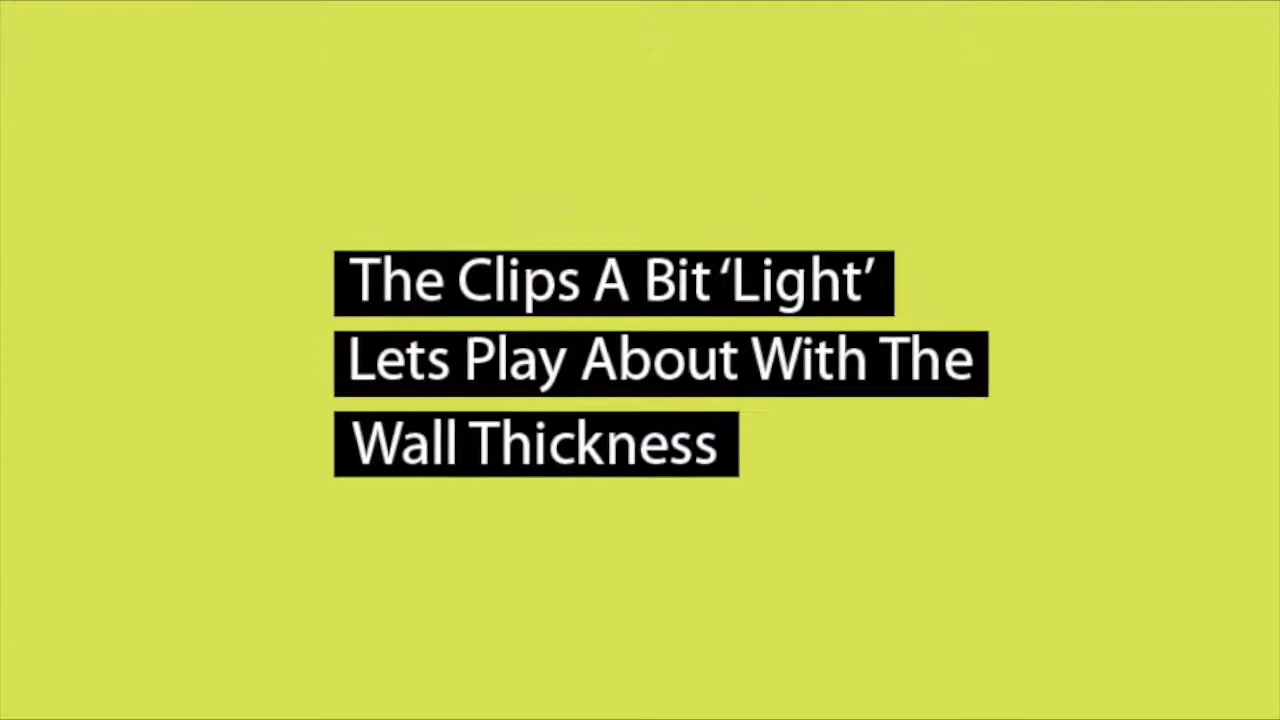 The Clips A Bit ‘Light’
Lets Play About With The
Wall Thickness